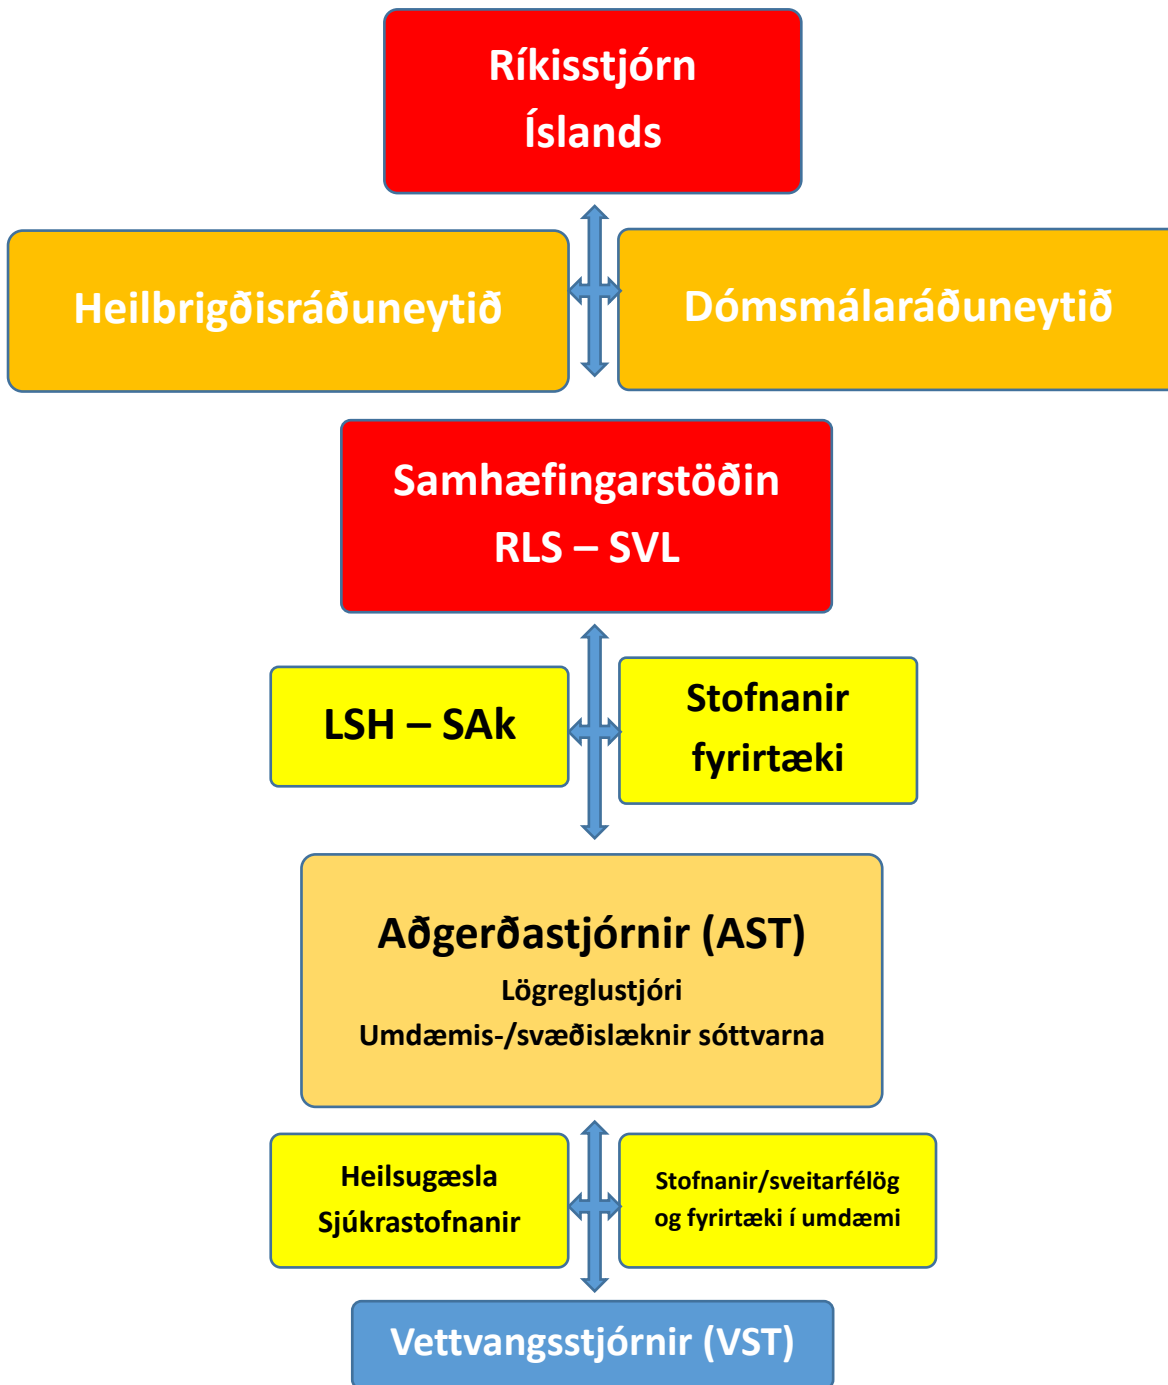 Ríkisstjórn
Íslands
Heilbrigðisráðuneytið
Dómsmálaráðuneytið
Samhæfingarstöðin
RLS – SVL
LSH – SAk
Stofnanir
fyrirtæki
Aðgerðastjórnir (AST)
Lögreglustjóri
Umdæmis-/svæðislæknir sóttvarna
Heilsugæsla
Sjúkrastofnanir
Stofnanir/sveitarfélög
og fyrirtæki í umdæmi
Vettvangsstjórnir (VST)